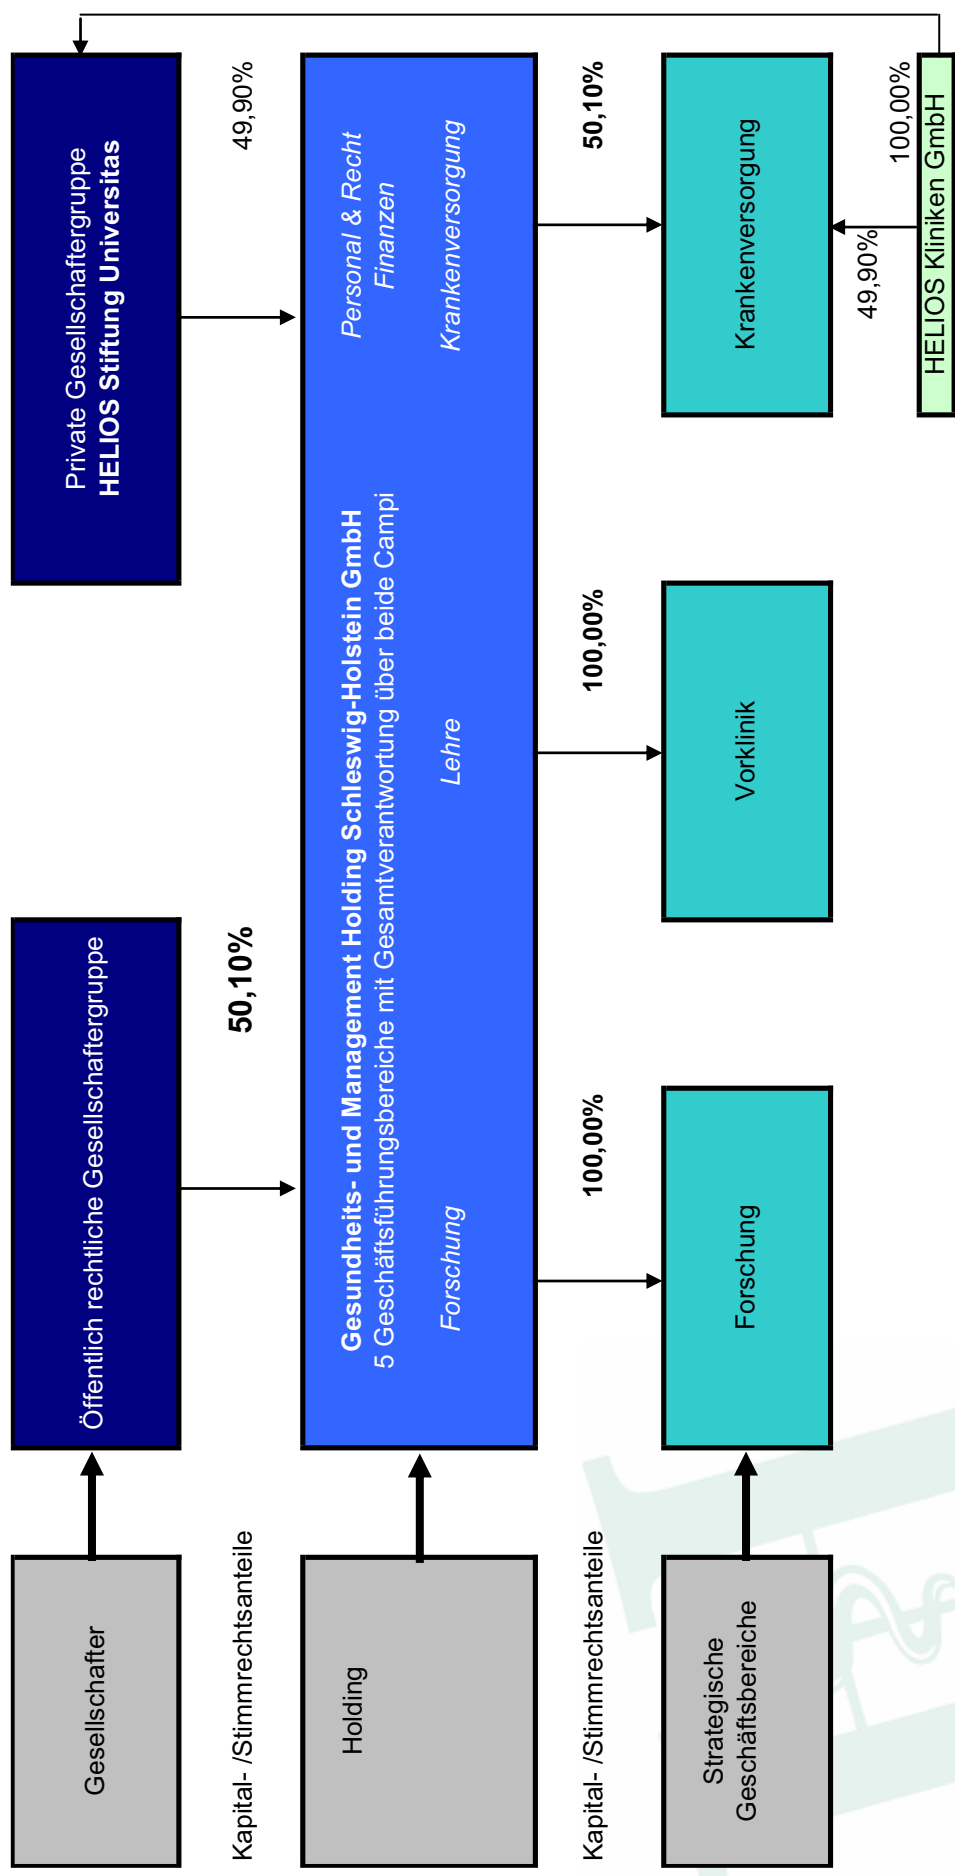 Gesellschafter
Öffentlich rechtliche Gesellschaftergruppe
Private Gesellschaftergruppe
HELIOS Stiftung Universitas
Kapital- /Stimmrechtsanteile
50,10%
49,90%
Holding
Gesundheits- und Management Holding Schleswig-Holstein GmbH
5 Geschäftsführungsbereiche mit Gesamtverantwortung über beide Campi
Personal & Recht
Finanzen
Forschung
Lehre
Krankenversorgung
Kapital- /Stimmrechtsanteile
100,00%
100,00%
50,10%
Strategische
Geschäftsbereiche
Forschung
Vorklinik
Krankenversorgung
49,90%
100,00%
HELIOS Kliniken GmbH